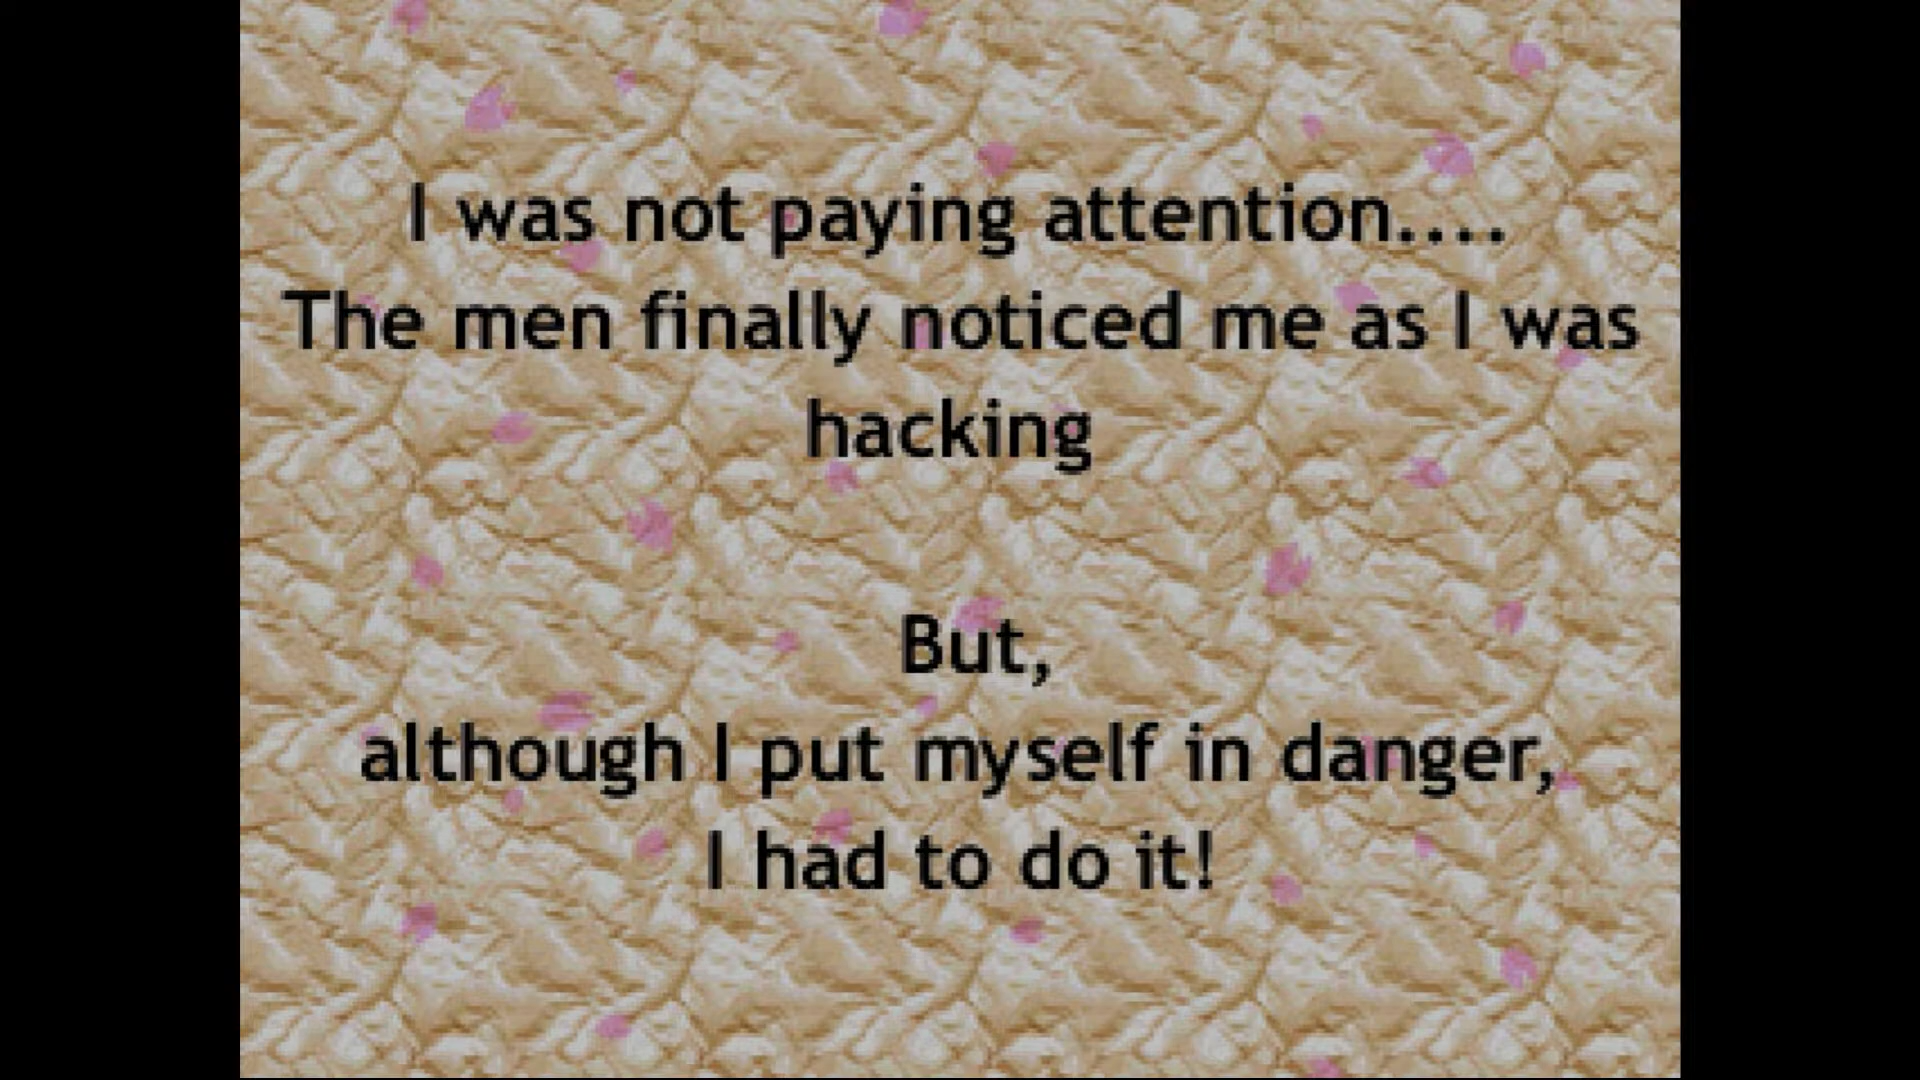 I was not paying attention....
The men finally noticed me as I was
hacking
But,
although I put myself in danger,
I had to do it!